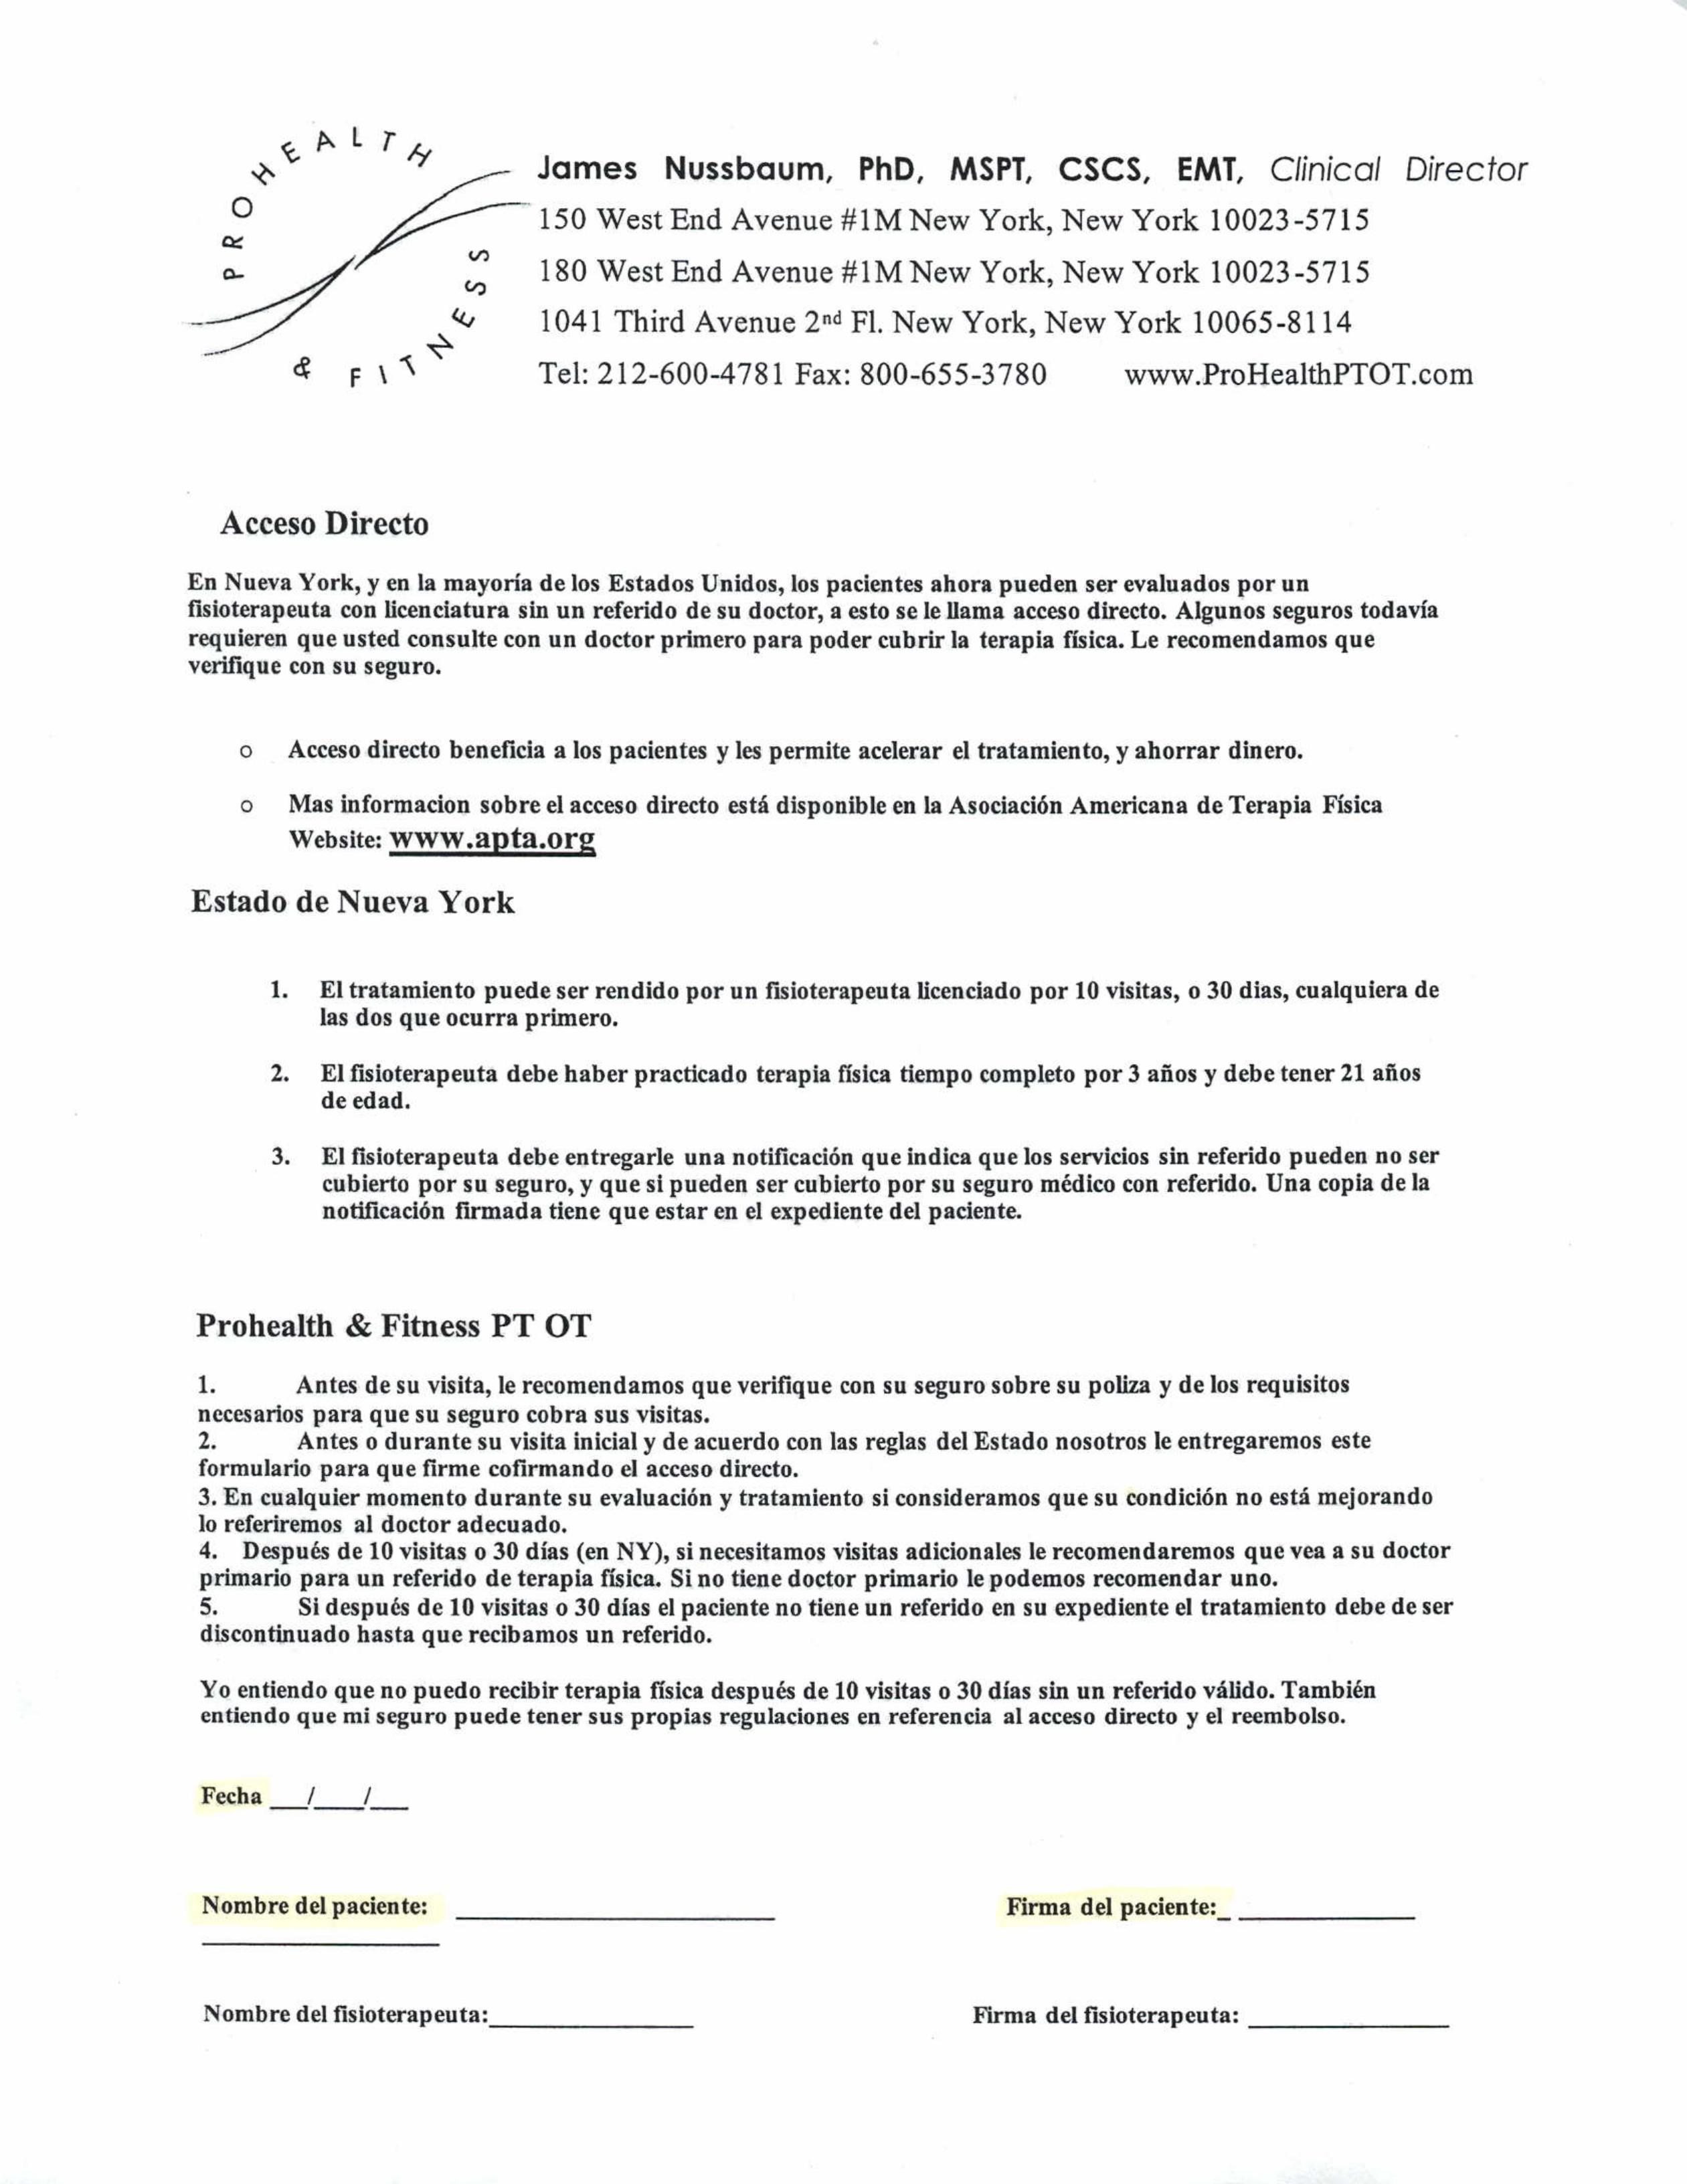 PROHEALTH
& FITNESS
James Nussbaum, PhD, MSPT, CSCS, EMT, Clinical Director
150 West End Avenue #1M New York, New York 10023-5715
180 West End Avenue #1M New York, New York 10023-5715
1041 Third Avenue 2nd Fl. New York, New York 10065-8114
Tel: 212-600-4781 Fax: 800-655-3780 www.ProHealthPTOT.com
Acceso Directo
En Nueva York, y en la mayoría de los Estados Unidos, los pacientes ahora pueden ser evaluados por un
fisioterapeuta con licenciatura sin un referido de su doctor, a esto se le llama acceso directo. Algunos seguros todavía
requieren que usted consulte con un doctor primero para poder cubrir la terapia física. Le recomendamos que
verifique con su seguro.
o Acceso directo beneficia a los pacientes y les permite acelerar el tratamiento, y ahorrar dinero.
o Mas informacion sobre el acceso directo está disponible en la Asociación Americana de Terapia Física
Website: www.apta.org
Estado de Nueva York
1. El tratamiento puede ser rendido por un fisioterapeuta licenciado por 10 visitas, o 30 dias, cualquiera de
las dos que ocurra primero.
2. El fisioterapeuta debe haber practicado terapia física tiempo completo por 3 años y debe tener 21 años
de edad.
3. El fisioterapeuta debe entregarle una notificación que indica que los servicios sin referido pueden no ser
cubierto por su seguro, y que si pueden ser cubierto por su seguro médico con referido. Una copia de la
notificación firmada tiene que estar en el expediente del paciente.
Prohealth & Fitness PT OT
1. Antes de su visita, le recomendamos que verifique con su seguro sobre su poliza y de los requisitos
necesarios para que su seguro cobra sus visitas.
2. Antes o durante su visita inicial y de acuerdo con las reglas del Estado nosotros le entregaremos este
formulario para que firme cofirmando el acceso directo.
3. En cualquier momento durante su evaluación y tratamiento si consideramos que su condición no está mejorando
lo referiremos al doctor adecuado.
4. Después de 10 visitas o 30 días (en NY), si necesitamos visitas adicionales le recomendaremos que vea a su doctor
primario para un referido de terapia física. Si no tiene doctor primario le podemos recomendar uno.
5. Si después de 10 visitas o 30 días el paciente no tiene un referido en su expediente el tratamiento debe de ser
discontinuado hasta que recibamos un referido.
Yo entiendo que no puedo recibir terapia física después de 10 visitas o 30 días sin un referido válido. También
entiendo que mi seguro puede tener sus propias regulaciones en referencia al acceso directo y el reembolso.
Fecha __/__/__
Nombre del paciente: ____________________ Firma del paciente:_ ____________
_______________
Nombre del fisioterapeuta:_____________ Firma del fisioterapeuta: _____________